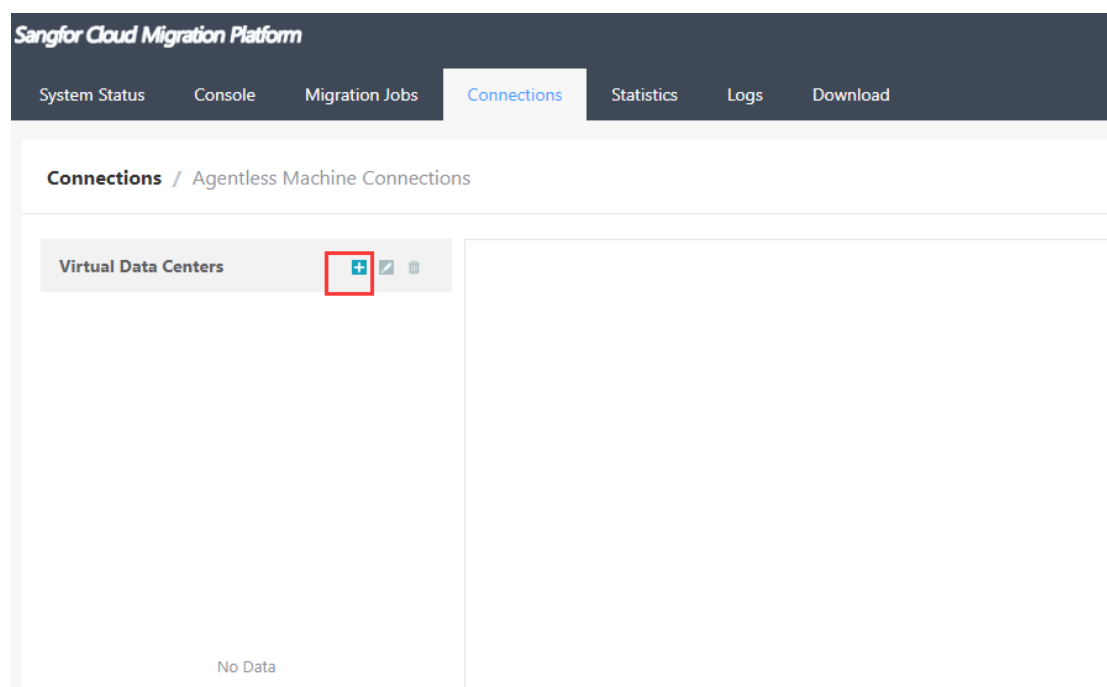 Sangfor Cloud Migration Platform
System Status Console Migration Jobs Connections Statistics Logs Download
Connections / Agentless Machine Connections
Virtual Data Centers
No Data